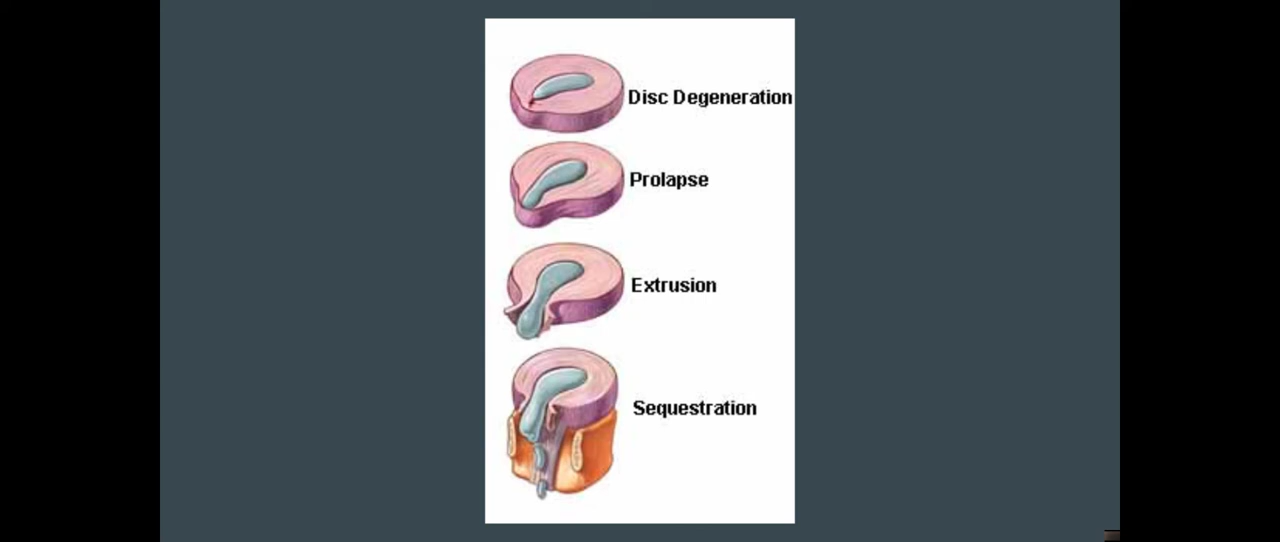 Disc Degeneration
Prolapse
Extrusion
Sequestration